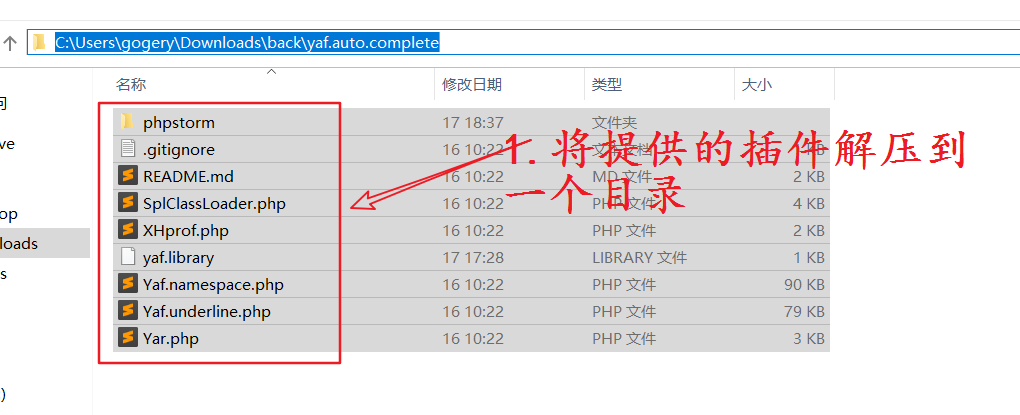 C:\Users\gogery\Downloads\back\yaf.auto.complete
名称 修改日期 类型 大小
phpstorm 17 18:37 文件夹
.gitignore 16 10:22 KB
README.md 16 10:22 MD 文件 2 KB
SplClassLoader.php 16 10:22 PHP 文件 4 KB
XHprof.php 16 10:22 PHP 文件 2 KB
yaf.library 17 17:28 LIBRARY 文件 1 KB
Yaf.namespace.php 16 10:22 PHP 文件 90 KB
Yaf.underline.php 16 10:22 PHP 文件 79 KB
Yar.php 16 10:22 PHP 文件 3 KB
1.将提供的插件解压到
一个目录
问
ve
op
loads
s
)